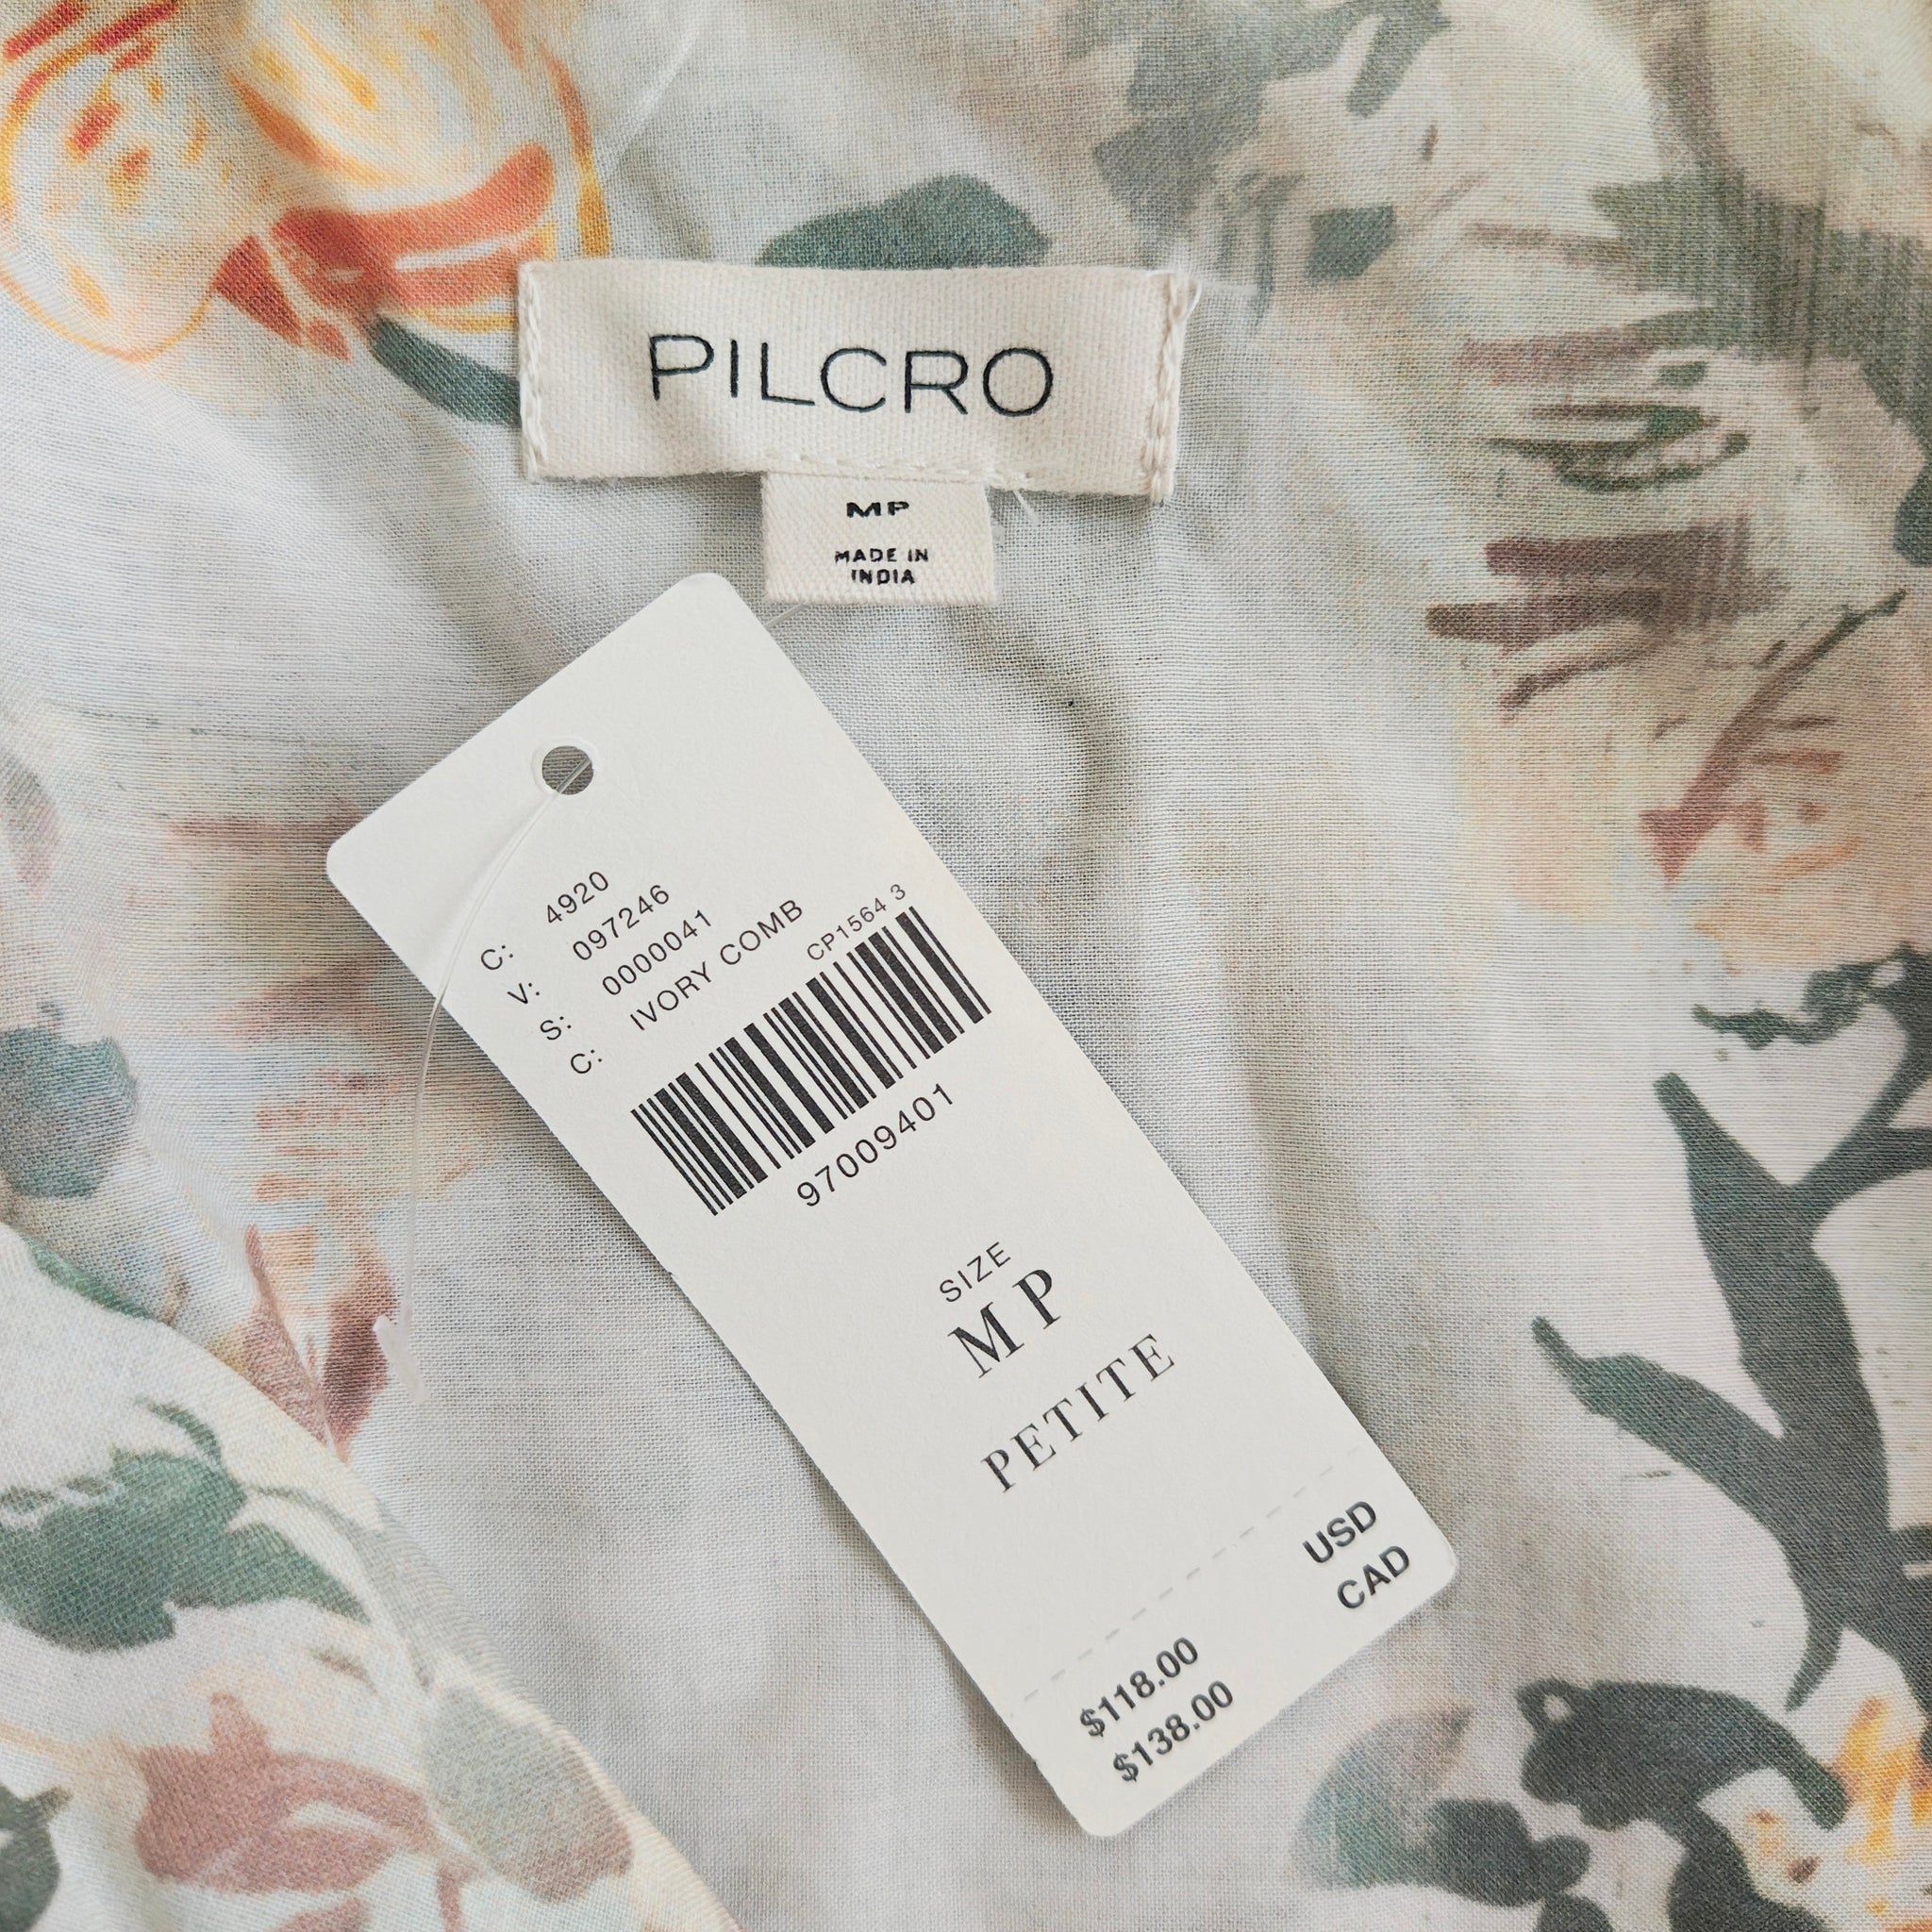 PILCRO
MP
MADE IN
INDIA
C: 4920
V: 097246
S: 0000041
C: IVORY COMB
CP1564 3
97009401
SIZE
MP
PETITE
$118.00 USD
$138.00 CAD